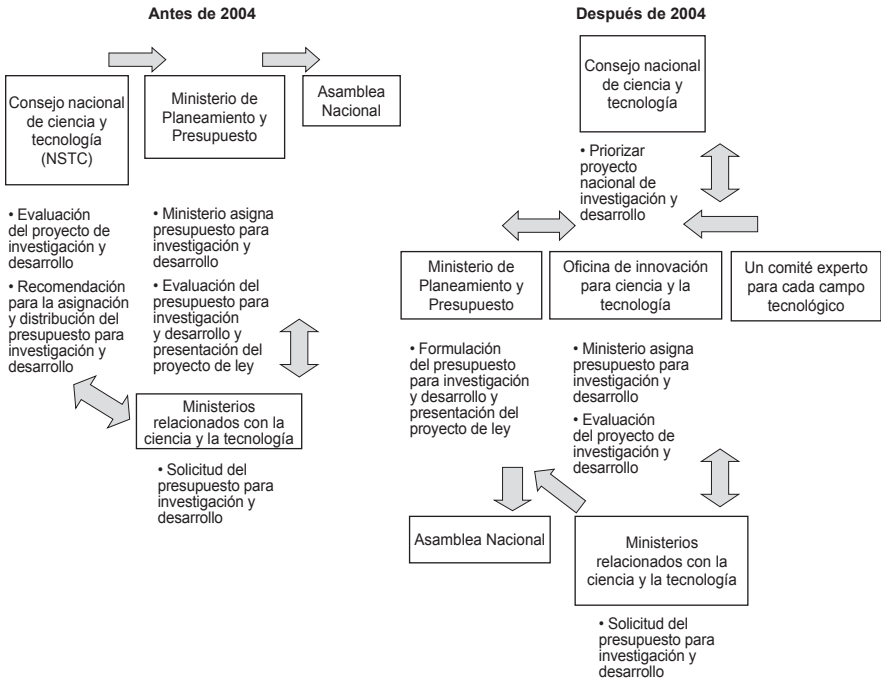 Antes de 2004
Consejo nacional
de ciencia y
tecnología
(NSTC)
Ministerio de
Planeamiento y
Presupuesto
Asamblea
Nacional
• Evaluación
del proyecto de
investigación y
desarrollo
• Recomendación
para la asignación
y distribución del
presupuesto para
investigación y
desarrollo
• Ministerio asigna
presupuesto para
investigación y
desarrollo
• Evaluación del
presupuesto para
investigación
y desarrollo y
presentación del
proyecto de ley
Ministerios
relacionados con la
ciencia y la tecnología
• Solicitud del
presupuesto para
investigación y
desarrollo
Después de 2004
Consejo nacional
de ciencia y
tecnología
• Priorizar
proyecto
nacional de
investigación y
desarrollo
Ministerio de
Planeamiento y
Presupuesto
Oficina de innovación
para ciencia y la
tecnología
Un comité experto
para cada campo
tecnológico
• Formulación
del presupuesto
para investigación
y desarrollo y
presentación del
proyecto de ley
• Ministerio asigna
presupuesto para
investigación y
desarrollo
• Evaluación
del proyecto de
investigación y
desarrollo
Asamblea Nacional
Ministerios
relacionados con la
ciencia y la tecnología
• Solicitud del
presupuesto para
investigación y
desarrollo